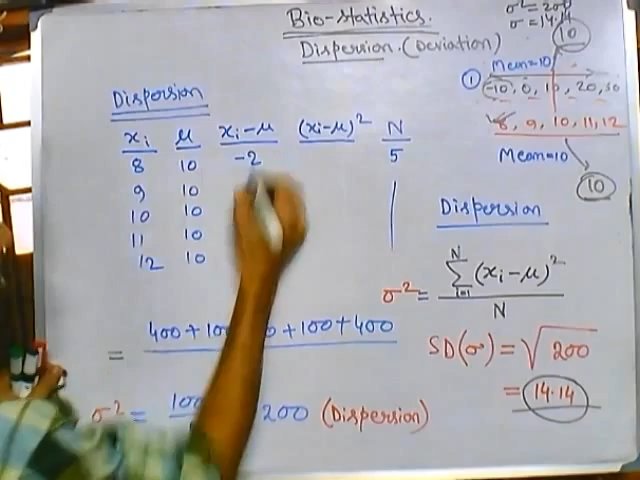 Bio-Statistics.
Dispersion.(Deviation)
σ² = 200
σ = 14.14
10
Mean=10
① -10, 0, 10, 20, 30
8, 9, 10, 11, 12
Mean=10
10
Dispersion
xi μ xi-μ (xi-μ)² N
8 10 -2 5
9 10
10 10
11 10
12 10
Dispersion
σ² = N Σ i=1 (xi-μ)² / N
= 400+100 +100+400
SD(σ) = √200
= 14.14
σ² = 200 (Dispersion)